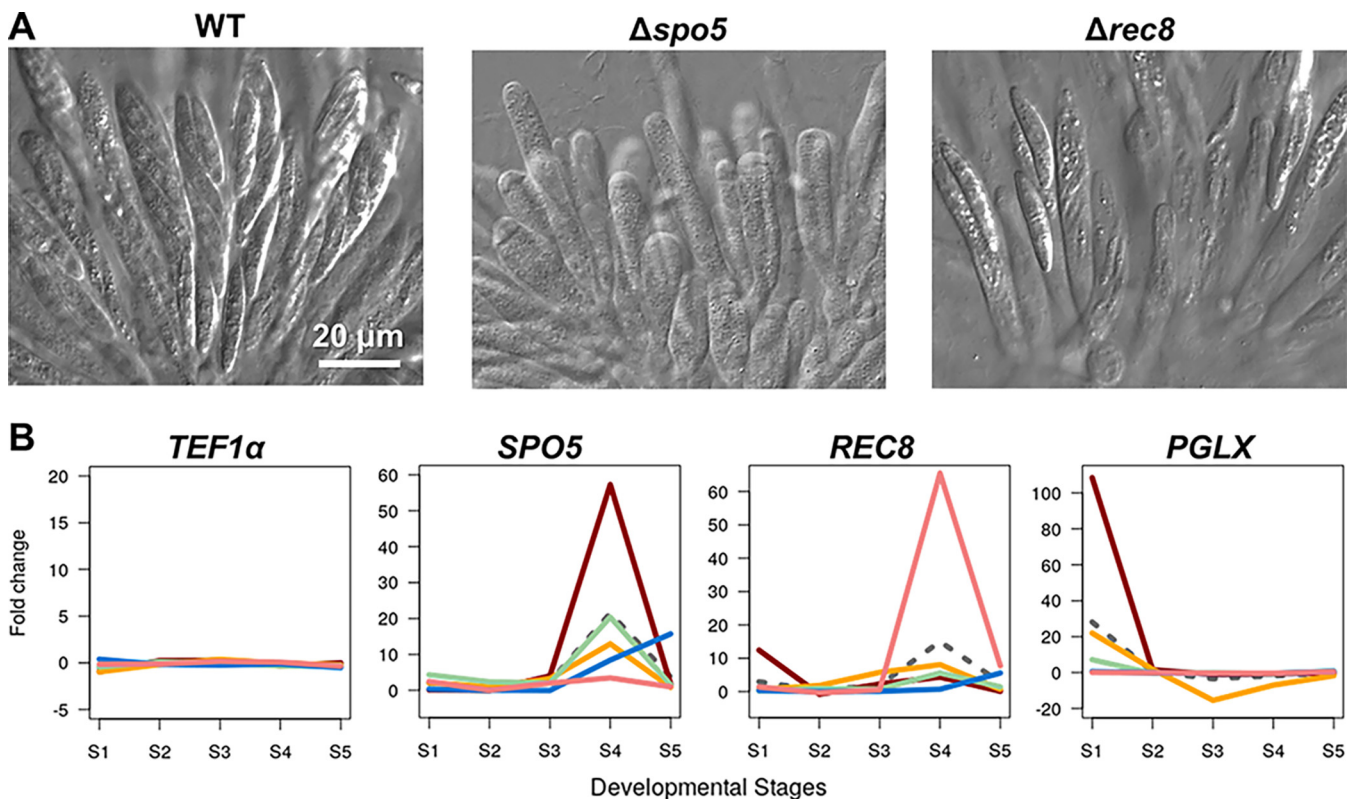 A
WT
Δspo5
Δrec8
20 µm
B
TEF1α
SPO5
REC8
PGLX
Fold change
20
15
10
5
0
-5
60
50
40
30
20
10
0
60
50
40
30
20
10
0
100
80
60
40
20
0
-20
S1 S2 S3 S4 S5
S1 S2 S3 S4 S5
S1 S2 S3 S4 S5
S1 S2 S3 S4 S5
Developmental Stages